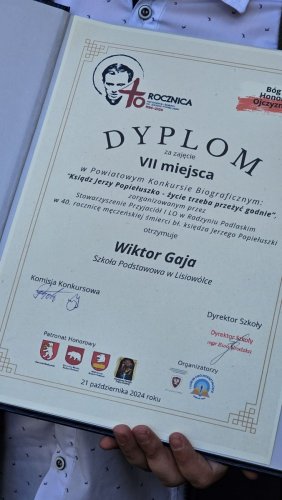 40 ROCZNICA
Bóg
Honor
Ojczyzna
DYPLOM
za zajęcie
VII miejsca
w Powiatowym Konkursie Biograficznym:
"Ksiądz Jerzy Popiełuszko - życie trzeba przeżyć godnie",
zorganizowanym przez
Stowarzyszenie Przyjaciół I LO w Radzyniu Podlaskim
w 40. rocznicę męczeńskiej śmierci bł. księdza Jerzego Popiełuszki
otrzymuje
Wiktor Gaja
Szkoła Podstawowa w Lisiowólce
Komisja Konkursowa
Dyrektor Szkoły
Dyrektor Szkoły
Patronat Honorowy
Organizatorzy
21 października 2024 roku